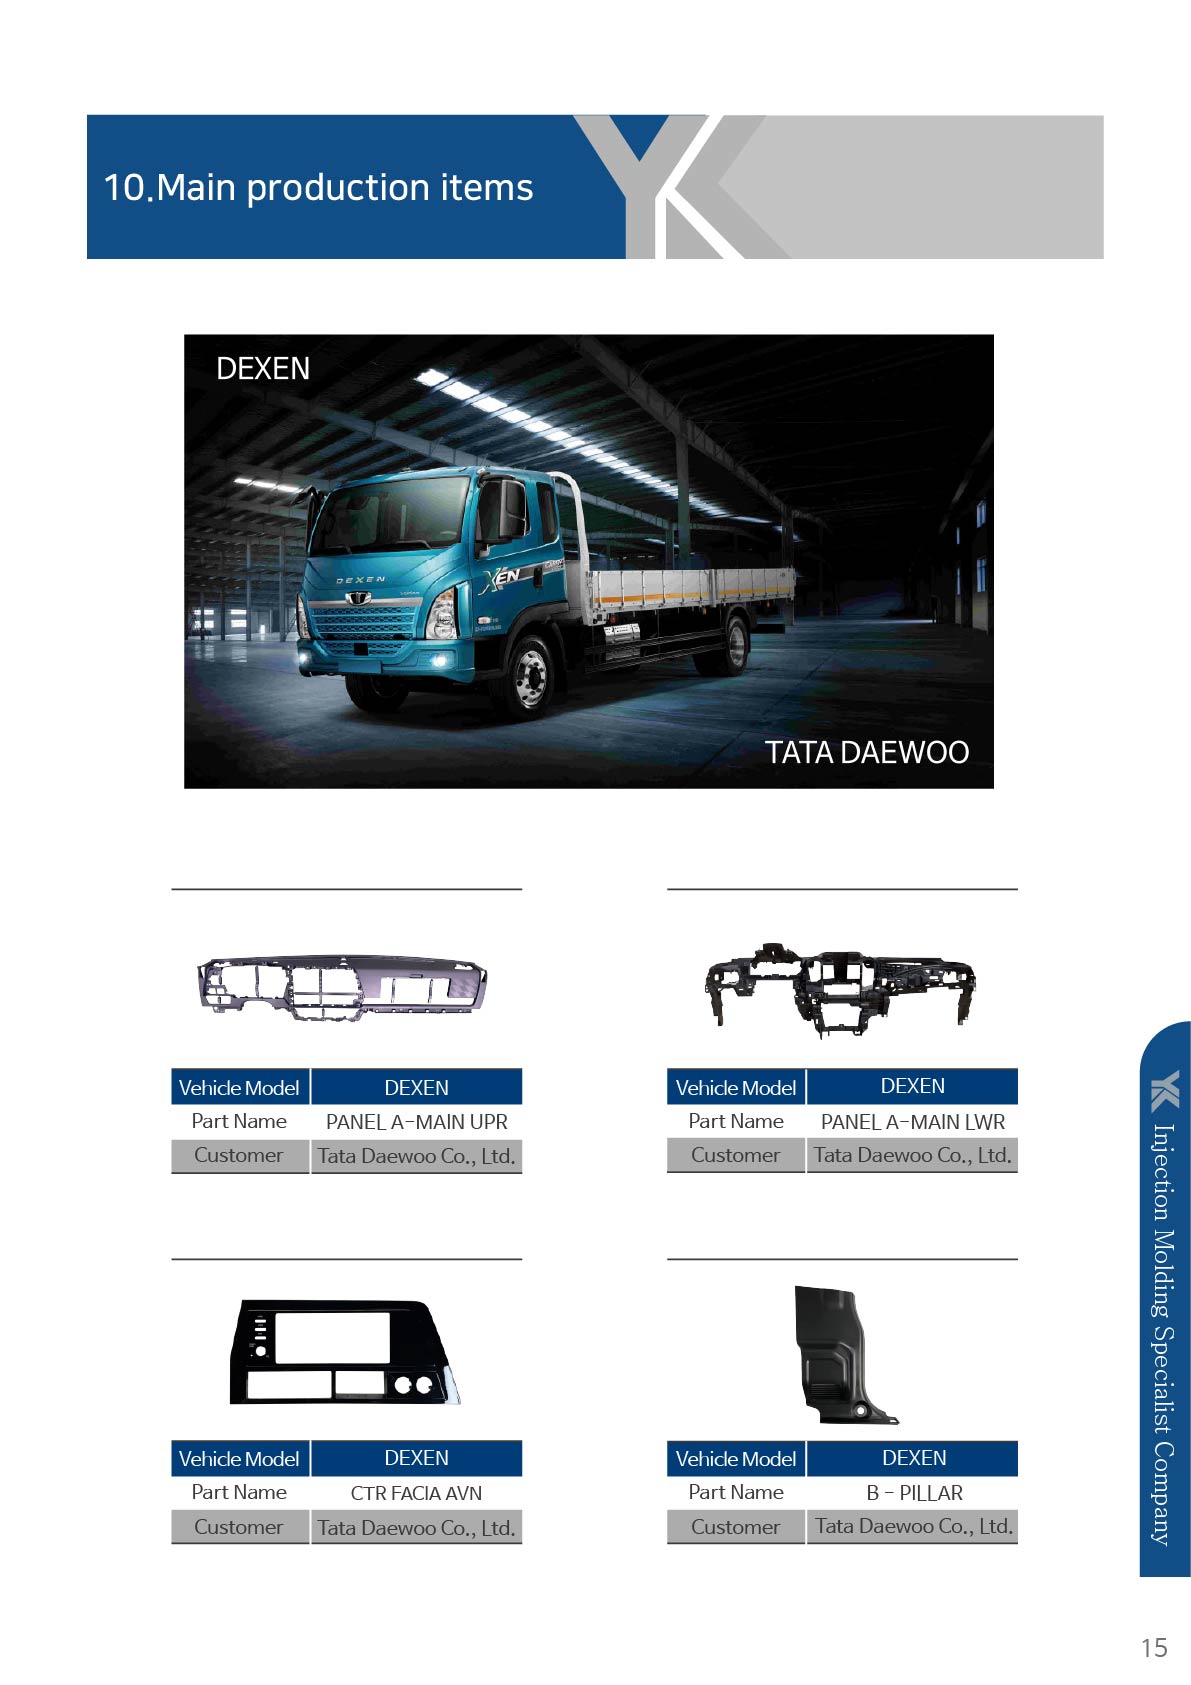 10.Main production items
YK
DEXEN
DEXEN
XEN
TATA DAEWOO
Vehicle Model DEXEN
Part Name PANEL A-MAIN UPR
Customer Tata Daewoo Co., Ltd.
Vehicle Model DEXEN
Part Name PANEL A-MAIN LWR
Customer Tata Daewoo Co., Ltd.
Vehicle Model DEXEN
Part Name CTR FACIA AVN
Customer Tata Daewoo Co., Ltd.
Vehicle Model DEXEN
Part Name B - PILLAR
Customer Tata Daewoo Co., Ltd.
YK Injection Molding Specialist Company
15